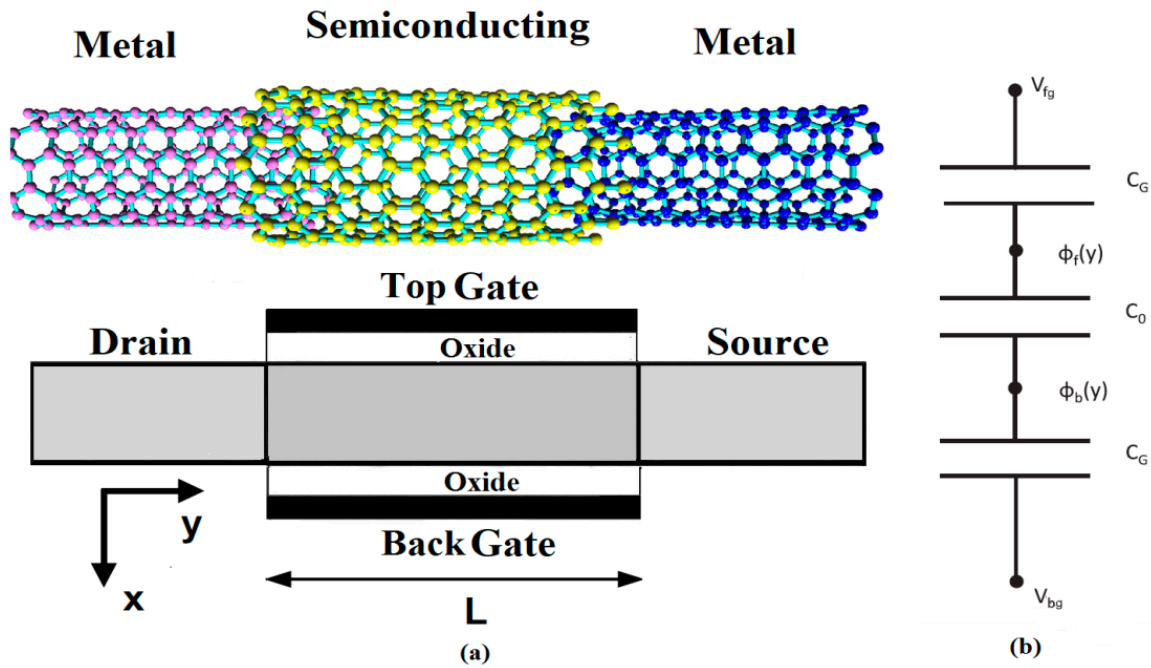 Metal
Semiconducting
Metal
Top Gate
Drain
Oxide
Source
Oxide
y
Back Gate
x
L
(a)
V_fg
C_G
ϕ_f(y)
C_0
ϕ_b(y)
C_G
V_bg
(b)